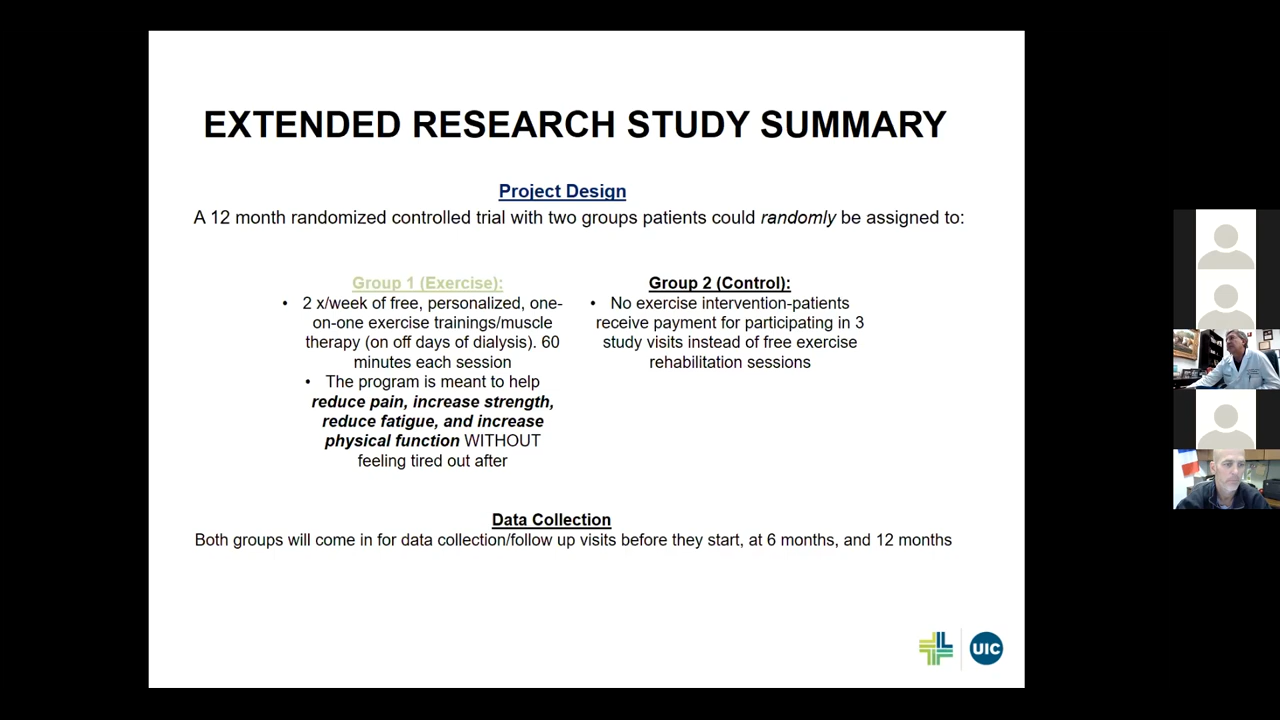 EXTENDED RESEARCH STUDY SUMMARY
Project Design
A 12 month randomized controlled trial with two groups patients could randomly be assigned to:
Group 1 (Exercise):
• 2 x/week of free, personalized, one-
on-one exercise trainings/muscle
therapy (on off days of dialysis). 60
minutes each session
• The program is meant to help
reduce pain, increase strength,
reduce fatigue, and increase
physical function WITHOUT
feeling tired out after
Group 2 (Control):
• No exercise intervention-patients
receive payment for participating in 3
study visits instead of free exercise
rehabilitation sessions
Data Collection
Both groups will come in for data collection/follow up visits before they start, at 6 months, and 12 months
UIC